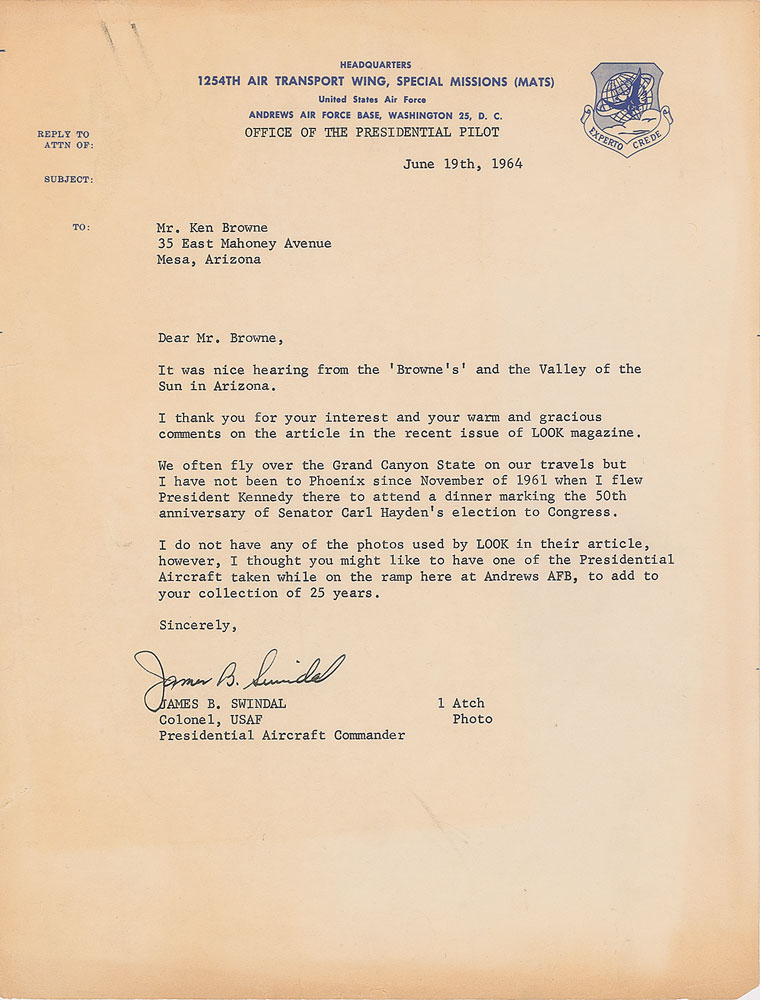 HEADQUARTERS
1254TH AIR TRANSPORT WING, SPECIAL MISSIONS (MATS)
United States Air Force
ANDREWS AIR FORCE BASE, WASHINGTON 25, D. C.
OFFICE OF THE PRESIDENTIAL PILOT
EXPERTO CREDE
REPLY TO
ATTN OF:
June 19th, 1964
SUBJECT:
TO:
Mr. Ken Browne
35 East Mahoney Avenue
Mesa, Arizona
Dear Mr. Browne,
It was nice hearing from the 'Browne's' and the Valley of the
Sun in Arizona.
I thank you for your interest and your warm and gracious
comments on the article in the recent issue of LOOK magazine.
We often fly over the Grand Canyon State on our travels but
I have not been to Phoenix since November of 1961 when I flew
President Kennedy there to attend a dinner marking the 50th
anniversary of Senator Carl Hayden's election to Congress.
I do not have any of the photos used by LOOK in their article,
however, I thought you might like to have one of the Presidential
Aircraft taken while on the ramp here at Andrews AFB, to add to
your collection of 25 years.
Sincerely,
James B. Swindal
JAMES B. SWINDAL
Colonel, USAF
Presidential Aircraft Commander
1 Atch
Photo